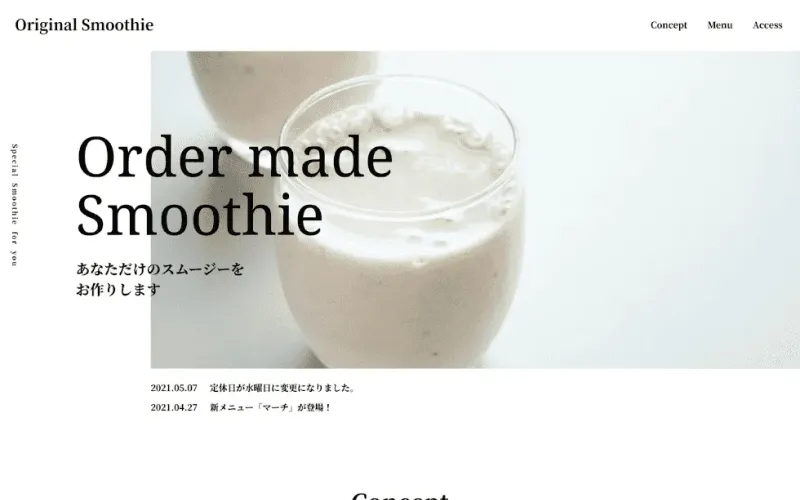 Original Smoothie
Concept
Menu
Access
Special Smoothie for you
Order made
Smoothie
あなただけのスムージーを
お作りします
2021.05.07 定休日が水曜日に変更になりました。
2021.04.27 新メニュー「マーチ」が登場！
Concept